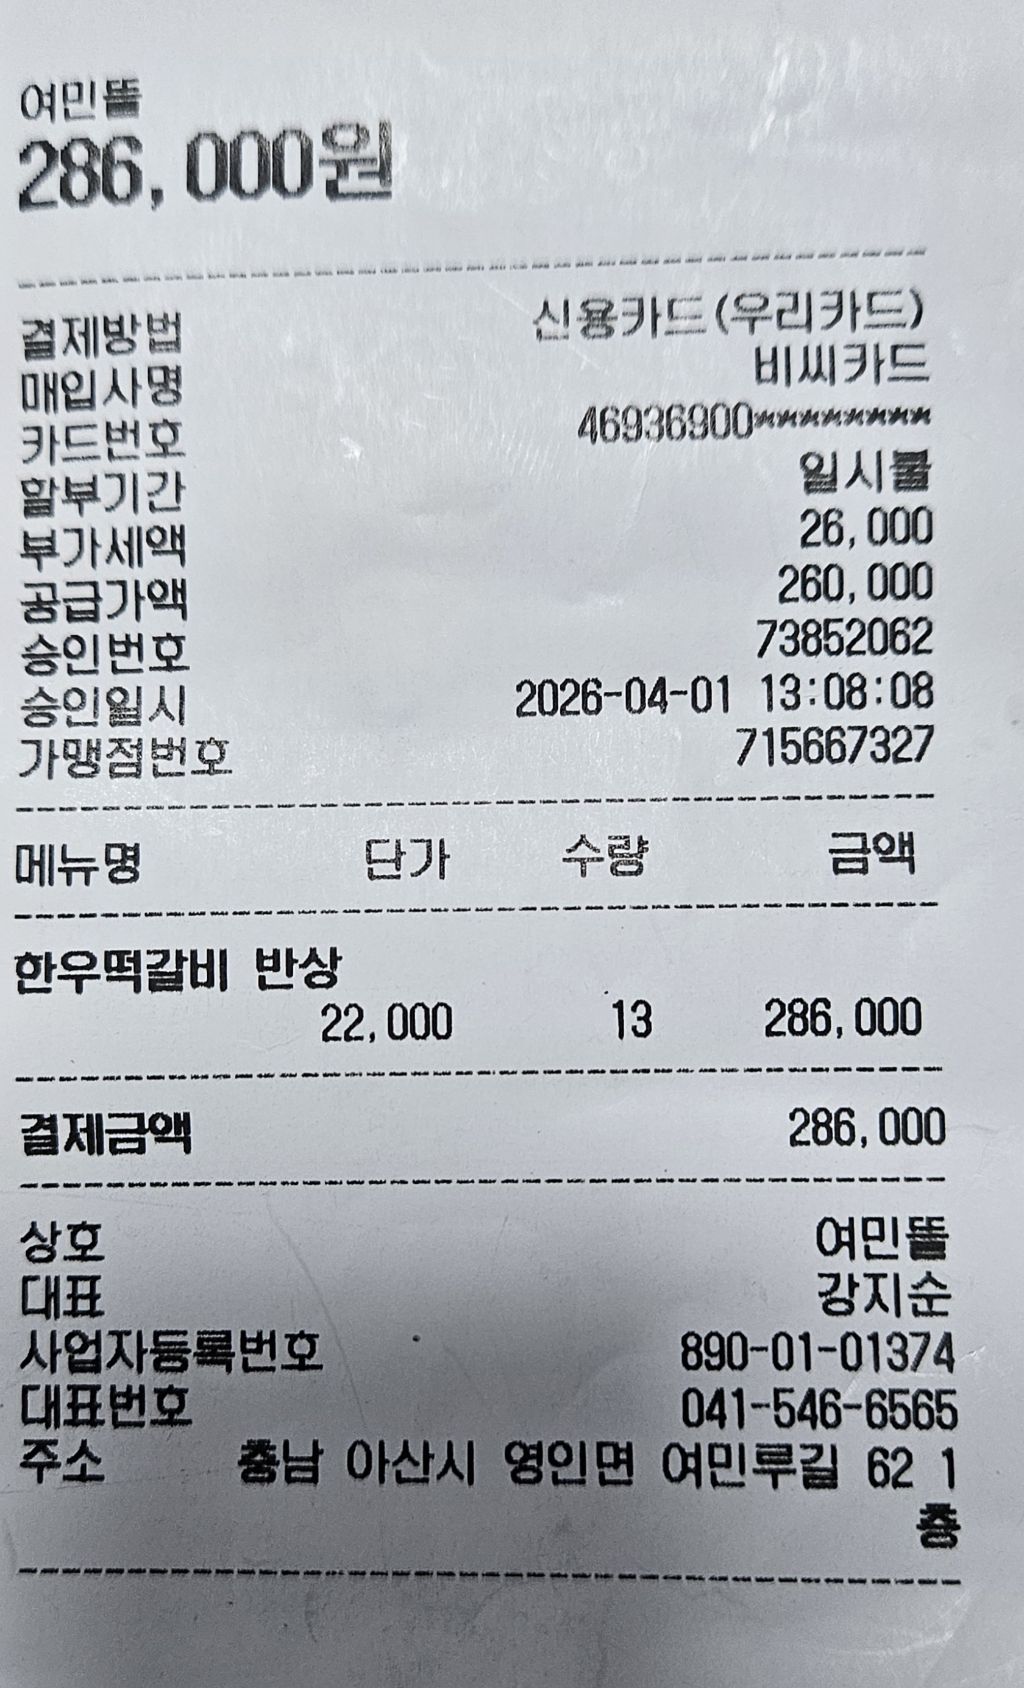 여민뜰
286,000원
결제방법 신용카드(우리카드)
매입사명 비씨카드
카드번호 46936900********
할부기간 일시불
부가세액 26,000
공급가액 260,000
승인번호 73852062
승인일시 2026-04-01 13:08:08
가맹점번호 715667327
메뉴명 단가 수량 금액
한우떡갈비 반상
22,000 13 286,000
결제금액 286,000
상호 여민뜰
대표 강지순
사업자등록번호 890-01-01374
대표번호 041-546-6565
주소 충남 아산시 영인면 여민루길 62 1
층